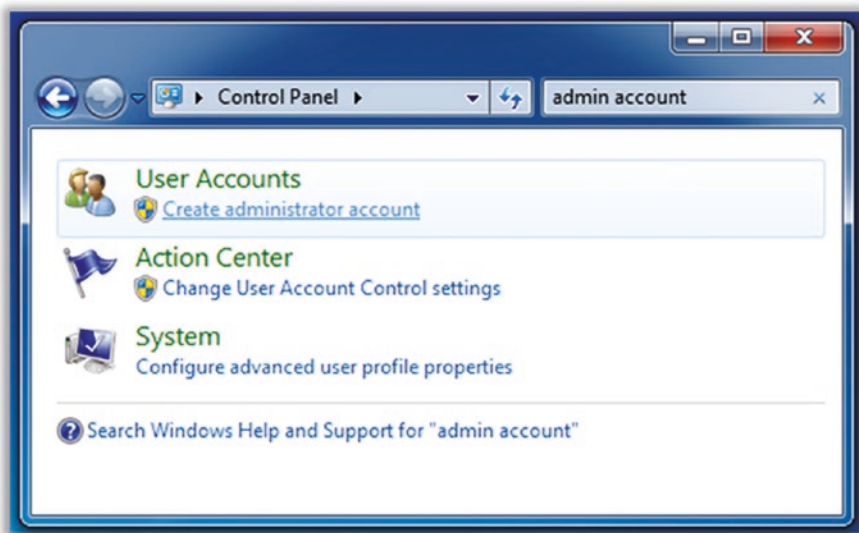 Control Panel
admin account
User Accounts
Create administrator account
Action Center
Change User Account Control settings
System
Configure advanced user profile properties
Search Windows Help and Support for "admin account"